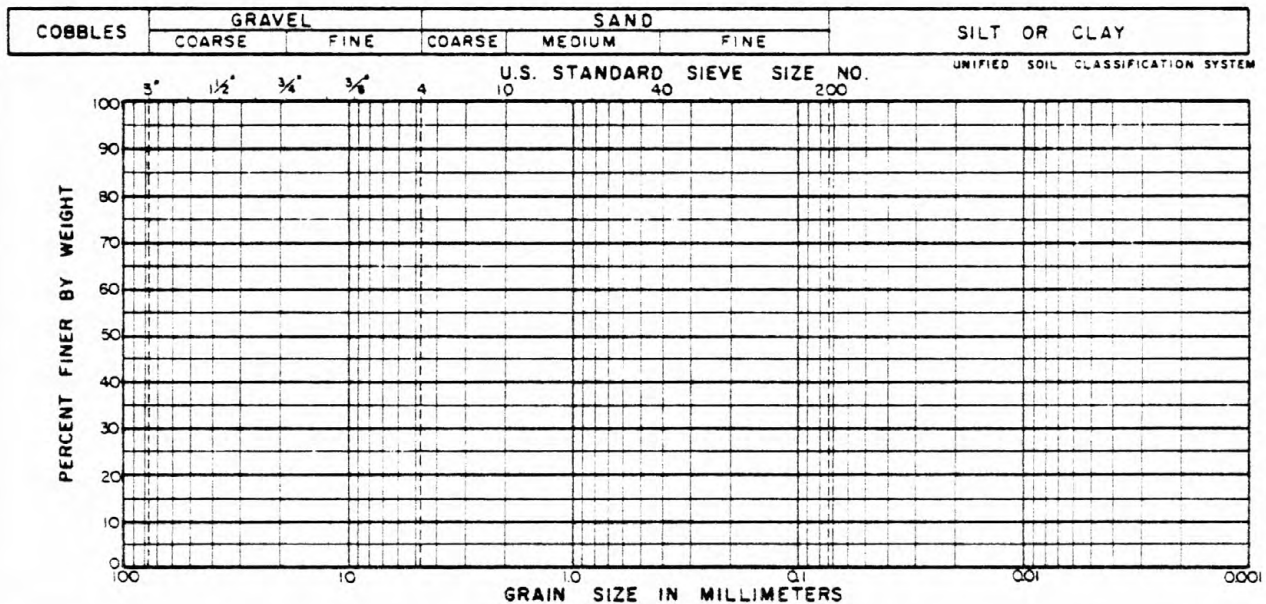 COBBLES GRAVEL SAND SILT OR CLAY
COARSE FINE COARSE MEDIUM FINE
U.S. STANDARD SIEVE SIZE NO. UNIFIED SOIL CLASSIFICATION SYSTEM
3" 1½" ¾" ⅜" 4 10 40 200
PERCENT FINER BY WEIGHT
100
90
80
70
60
50
40
30
20
10
0
100 10 1.0 0.1 0.01 0.001
GRAIN SIZE IN MILLIMETERS